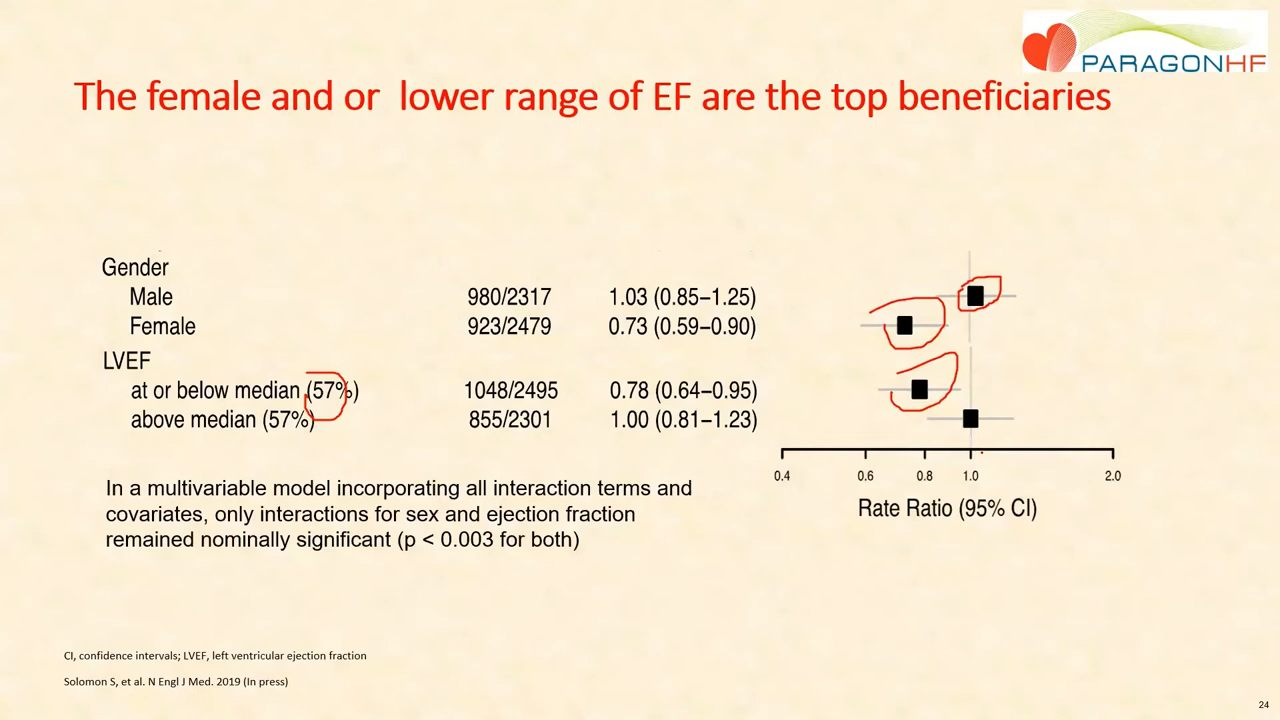 PARAGONHF
The female and or lower range of EF are the top beneficiaries
Gender
Male 980/2317 1.03 (0.85–1.25)
Female 923/2479 0.73 (0.59–0.90)
LVEF
at or below median (57%) 1048/2495 0.78 (0.64–0.95)
above median (57%) 855/2301 1.00 (0.81–1.23)
0.4 0.6 0.8 1.0 2.0
Rate Ratio (95% CI)
In a multivariable model incorporating all interaction terms and
covariates, only interactions for sex and ejection fraction
remained nominally significant (p < 0.003 for both)
CI, confidence intervals; LVEF, left ventricular ejection fraction
Solomon S, et al. N Engl J Med. 2019 (In press)
24